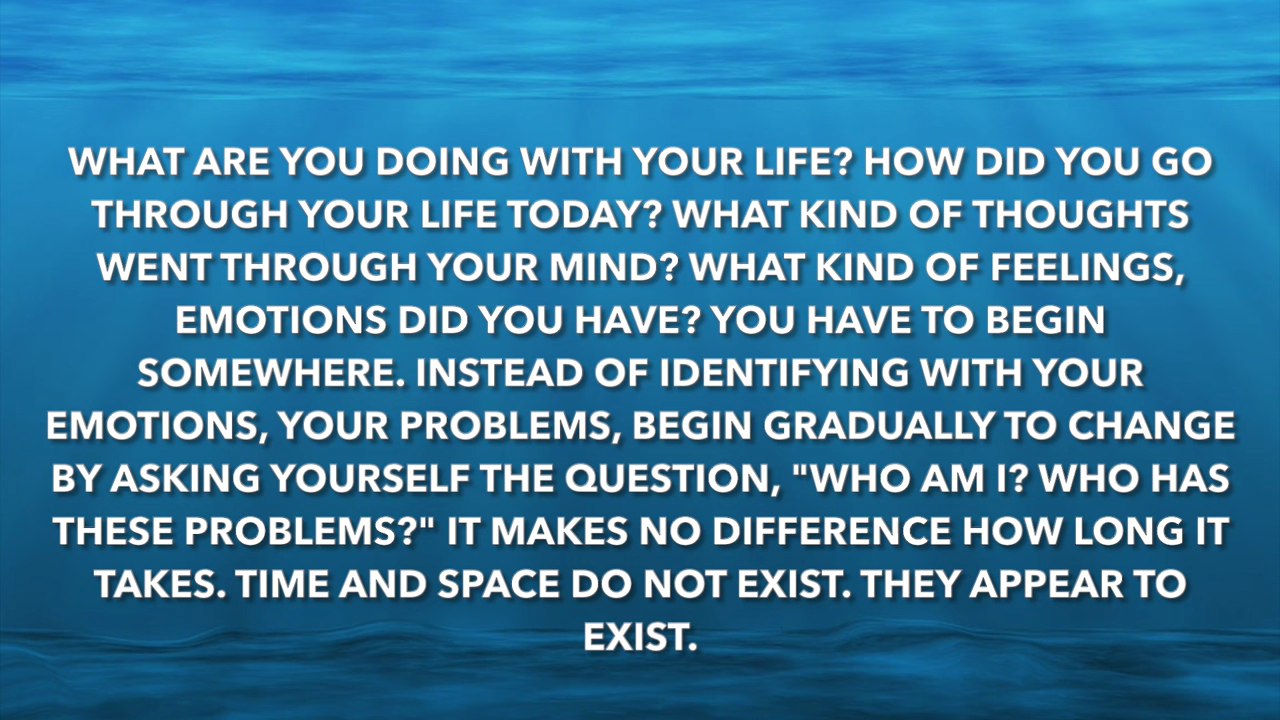 WHAT ARE YOU DOING WITH YOUR LIFE? HOW DID YOU GO
THROUGH YOUR LIFE TODAY? WHAT KIND OF THOUGHTS
WENT THROUGH YOUR MIND? WHAT KIND OF FEELINGS,
EMOTIONS DID YOU HAVE? YOU HAVE TO BEGIN
SOMEWHERE. INSTEAD OF IDENTIFYING WITH YOUR
EMOTIONS, YOUR PROBLEMS, BEGIN GRADUALLY TO CHANGE
BY ASKING YOURSELF THE QUESTION, "WHO AM I? WHO HAS
THESE PROBLEMS?" IT MAKES NO DIFFERENCE HOW LONG IT
TAKES. TIME AND SPACE DO NOT EXIST. THEY APPEAR TO
EXIST.